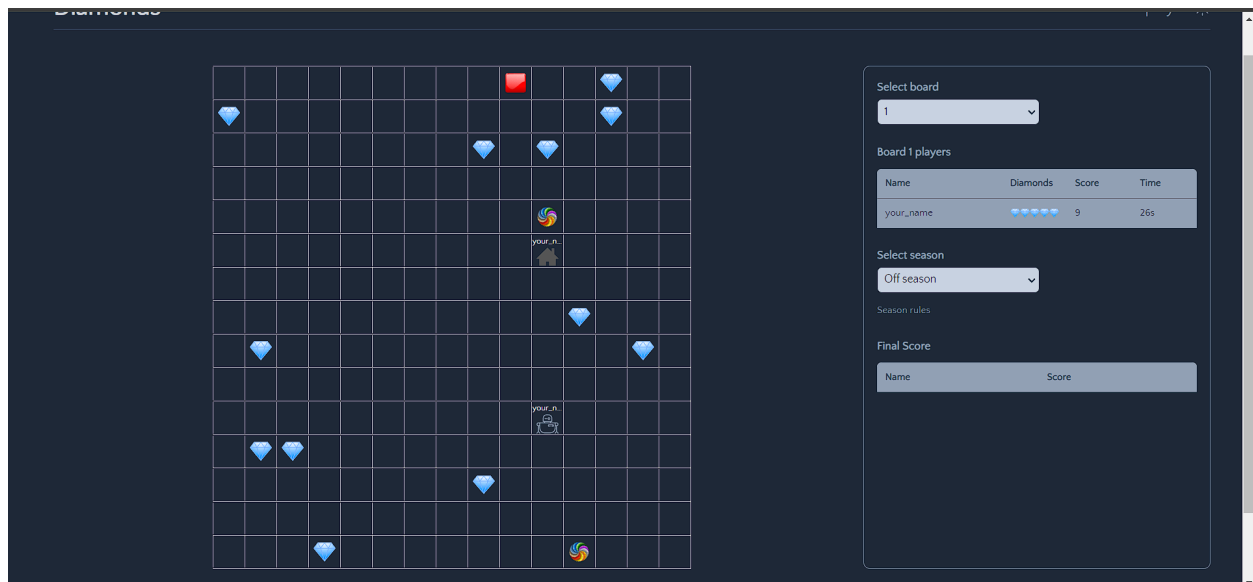 Diamonds
Select board
1
Board 1 players
Name Diamonds Score Time
your_name 9 26s
your_n...
Select season
Off season
Season rules
Final Score
Name Score
your_n...